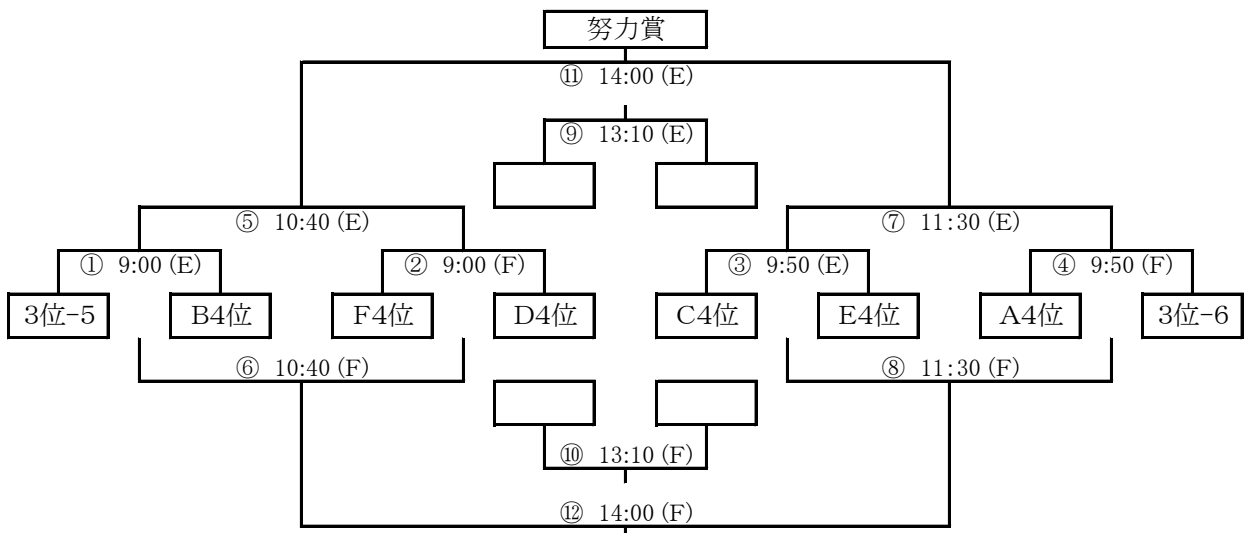 努力賞
⑪ 14:00 (E)
⑨ 13:10 (E)
⑤ 10:40 (E)
⑦ 11:30 (E)
① 9:00 (E)
② 9:00 (F)
③ 9:50 (E)
④ 9:50 (F)
3位-5
B4位
F4位
D4位
C4位
E4位
A4位
3位-6
⑥ 10:40 (F)
⑧ 11:30 (F)
⑩ 13:10 (F)
⑫ 14:00 (F)